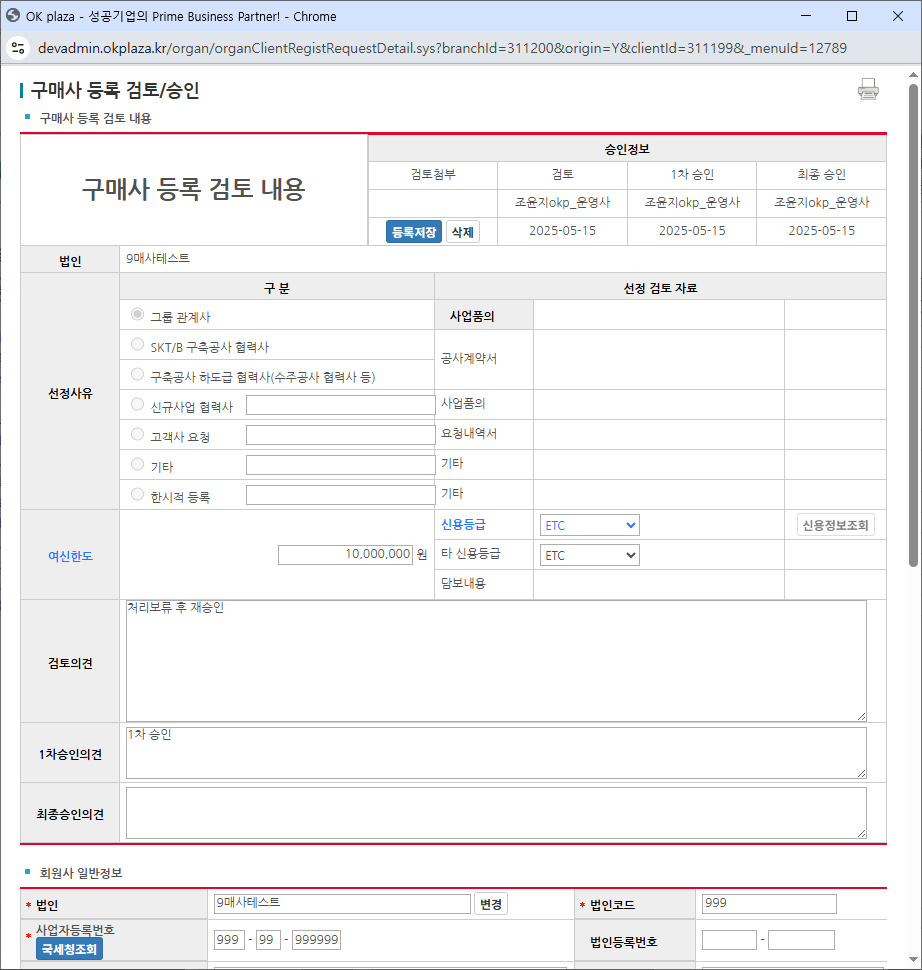 OK plaza - 성공기업의 Prime Business Partner! - Chrome
devadmin.okplaza.kr/organ/organClientRegistRequestDetail.sys?branchId=311200&origin=Y&clientId=311199&_menuId=12789
구매사 등록 검토/승인
구매사 등록 검토 내용
구매사 등록 검토 내용
승인정보
검토첨부 검토 1차 승인 최종 승인
조윤지okp_운영사 조윤지okp_운영사 조윤지okp_운영사
등록저장 삭제 2025-05-15 2025-05-15 2025-05-15
법인 9매사테스트
선정사유
구 분 선정 검토 자료
그룹 관계사 사업품의
SKT/B 구축공사 협력사
공사계약서
구축공사 하도급 협력사(수주공사 협력사 등)
신규사업 협력사 사업품의
고객사 요청 요청내역서
기타 기타
한시적 등록 기타
여신한도 10,000,000 원
신용등급 ETC 신용정보조회
타 신용등급 ETC
담보내용
검토의견 처리보류 후 재승인
1차승인의견 1차 승인
최종승인의견
회원사 일반정보
* 법인 9매사테스트 변경 * 법인코드 999
* 사업자등록번호 999 - 99 - 999999 법인등록번호 -
국세청조회